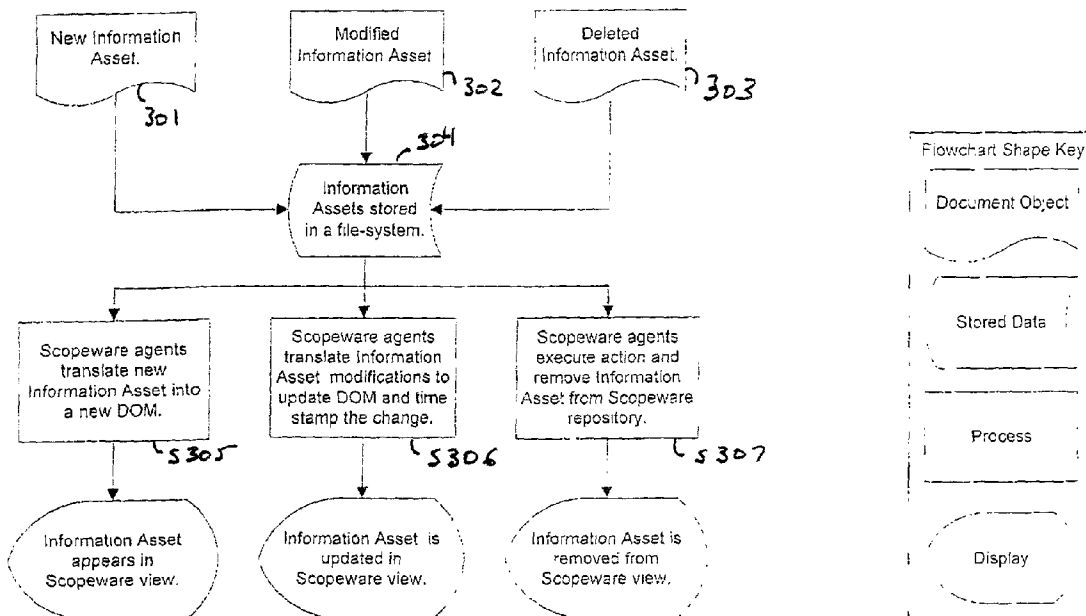 New Information
Asset.
301
Modified
Information Asset
302
Deleted
Information Asset.
303
304
Information
Assets stored
in a file-system.
Scopeware agents
translate new
Information Asset into
a new DOM.
S305
Scopeware agents
translate Information
Asset modifications to
update DOM and time
stamp the change.
S306
Scopeware agents
execute action and
remove Information
Asset from Scopeware
repository.
S307
Information Asset
appears in
Scopeware view.
Information Asset is
updated in
Scopeware view.
Information Asset is
removed from
Scopeware view.
Flowchart Shape Key
Document Object
Stored Data
Process
Display